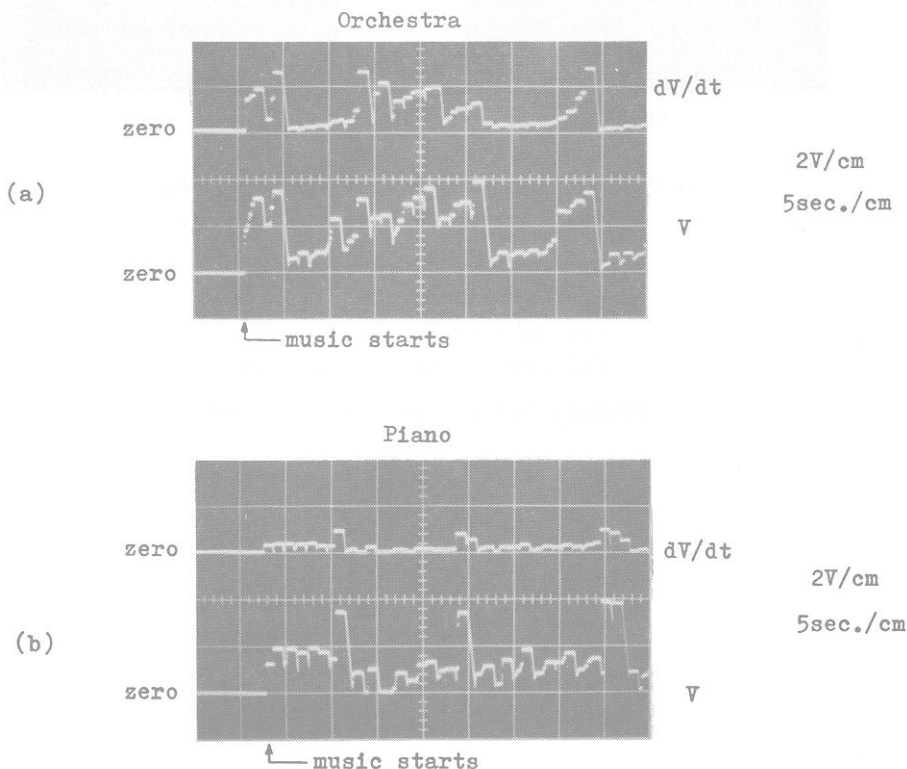 Orchestra
dV/dt
zero
2V/cm
(a)
5sec./cm
V
zero
music starts
Piano
zero
dV/dt
2V/cm
5sec./cm
(b)
zero
V
music starts